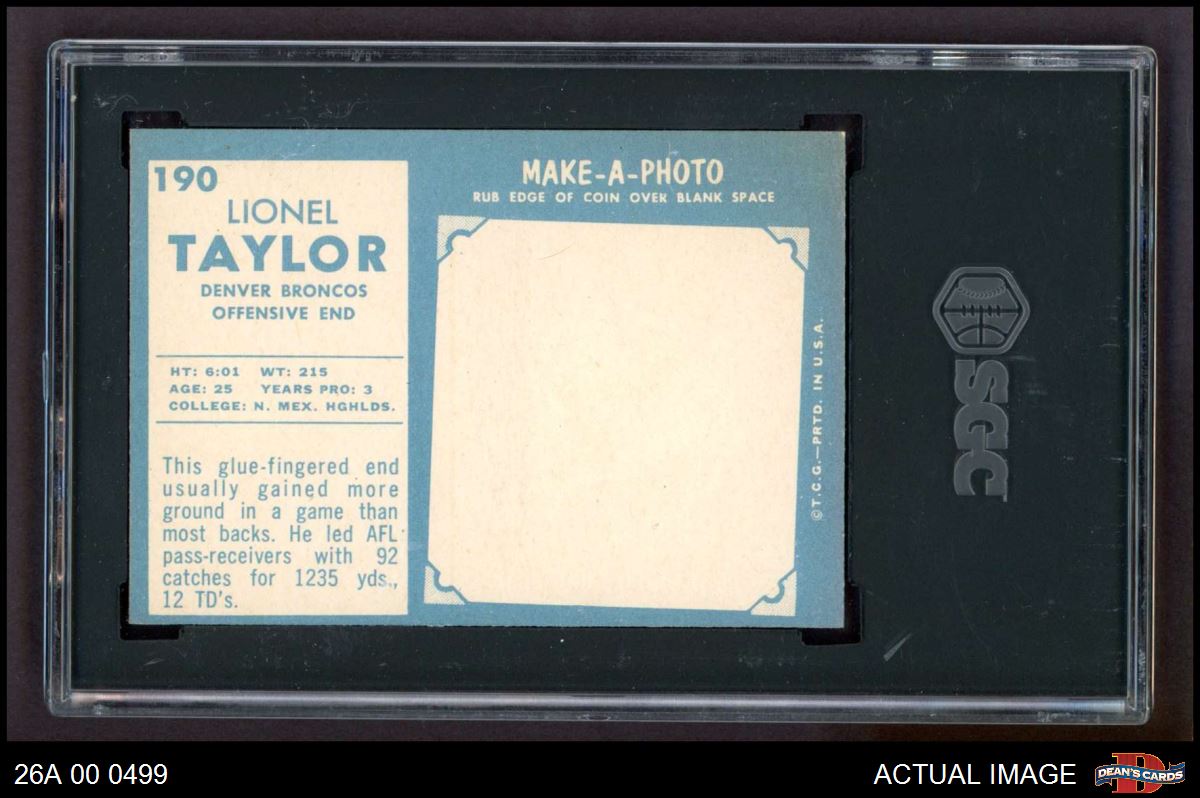 190
LIONEL
TAYLOR
DENVER BRONCOS
OFFENSIVE END
HT: 6:01 WT: 215
AGE: 25 YEARS PRO: 3
COLLEGE: N. MEX. HGHLDS.
This glue-fingered end
usually gained more
ground in a game than
most backs. He led AFL
pass-receivers with 92
catches for 1235 yds.,
12 TD's.
MAKE-A-PHOTO
RUB EDGE OF COIN OVER BLANK SPACE
©T.C.G.—PRTD. IN U.S.A.
SGC
26A 00 0499
ACTUAL IMAGE
D
DEAN'S CARDS